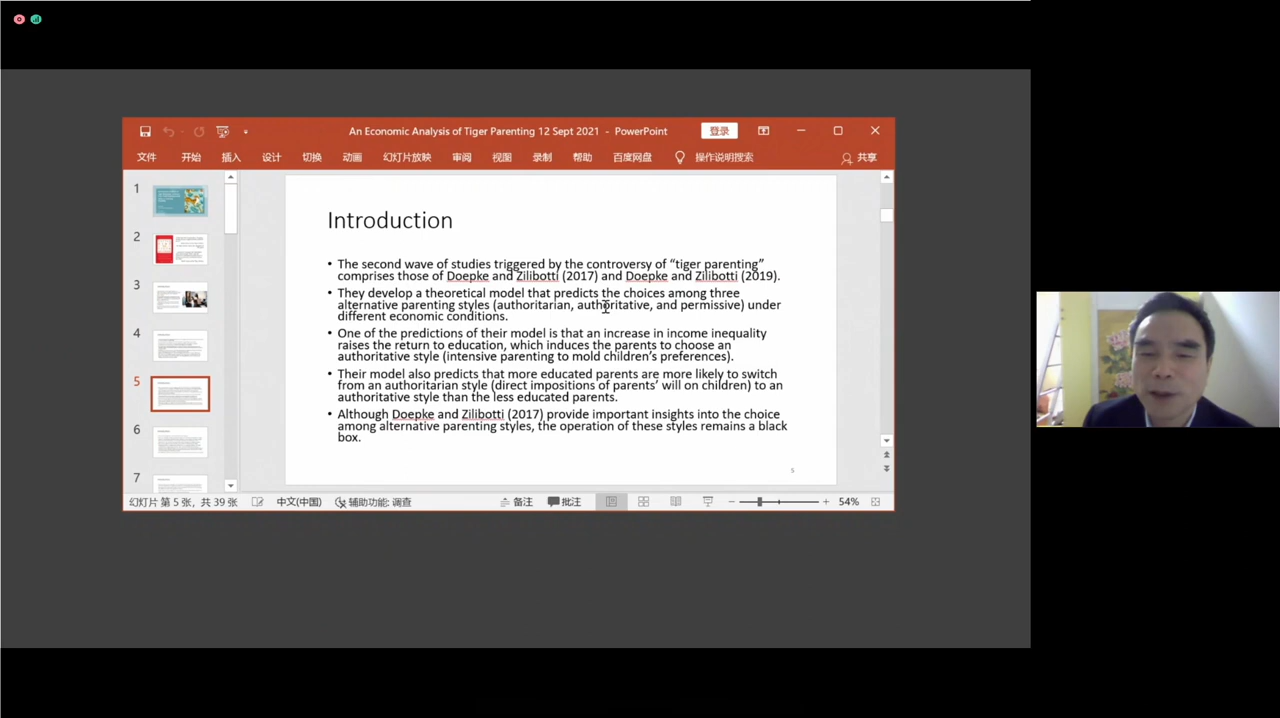 An Economic Analysis of Tiger Parenting 12 Sept 2021 - PowerPoint
登录
文件 开始 插入 设计 切换 动画 幻灯片放映 审阅 视图 录制 帮助 百度网盘 操作说明搜索 共享
1
2
3
4
5
6
7
Introduction
• The second wave of studies triggered by the controversy of “tiger parenting”
comprises those of Doepke and Zilibotti (2017) and Doepke and Zilibotti (2019).
• They develop a theoretical model that predicts the choices among three
alternative parenting styles (authoritarian, authoritative, and permissive) under
different economic conditions.
• One of the predictions of their model is that an increase in income inequality
raises the return to education, which induces the parents to choose an
authoritative style (intensive parenting to mold children’s preferences).
• Their model also predicts that more educated parents are more likely to switch
from an authoritarian style (direct impositions of parents’ will on children) to an
authoritative style than the less educated parents.
• Although Doepke and Zilibotti (2017) provide important insights into the choice
among alternative parenting styles, the operation of these styles remains a black
box.
5
幻灯片 第 5 张，共 39 张 中文(中国) 辅助功能: 调查 备注 批注 54%